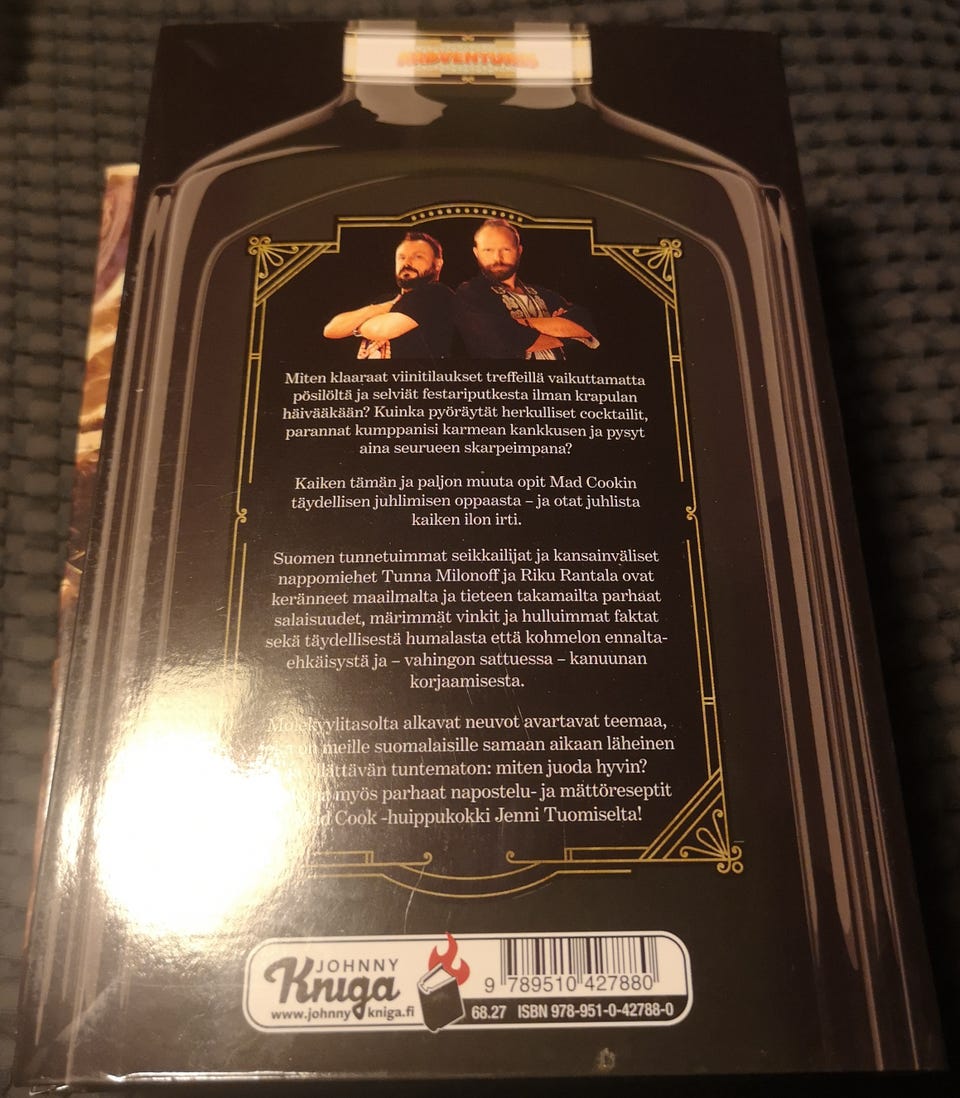 MADVENTURES
Miten klaaraat viinitilaukset treffeillä vaikuttamatta
pösilöltä ja selviät festariputkesta ilman krapulan
häivääkään? Kuinka pyöräytät herkulliset cocktailit,
parannat kumppanisi karmean kankkusen ja pysyt
aina seurueen skarpeimpana?
Kaiken tämän ja paljon muuta opit Mad Cookin
täydellisen juhlimisen oppaasta – ja otat juhlista
kaiken ilon irti.
Suomen tunnetuimmat seikkailijat ja kansainväliset
nappomiehet Tunna Milonoff ja Riku Rantala ovat
keränneet maailmalta ja tieteen takamailta parhaat
salaisuudet, märimmät vinkit ja hulluimmat faktat
sekä täydellisestä humalasta että kohmelon ennalta-
ehkäisystä ja – vahingon sattuessa – kanuunan
korjaamisesta.
Molekyylitasolta alkavat neuvot avartavat teemaa,
on meille suomalaisille samaan aikaan läheinen
tuntematon: miten juoda hyvin?
myös parhaat napostelu- ja mättöreseptit
Cook -huippukokki Jenni Tuomiselta!
JOHNNY
Kniga
www.johnnykniga.fi
9 789510 427880
68.27 ISBN 978-951-0-42788-0